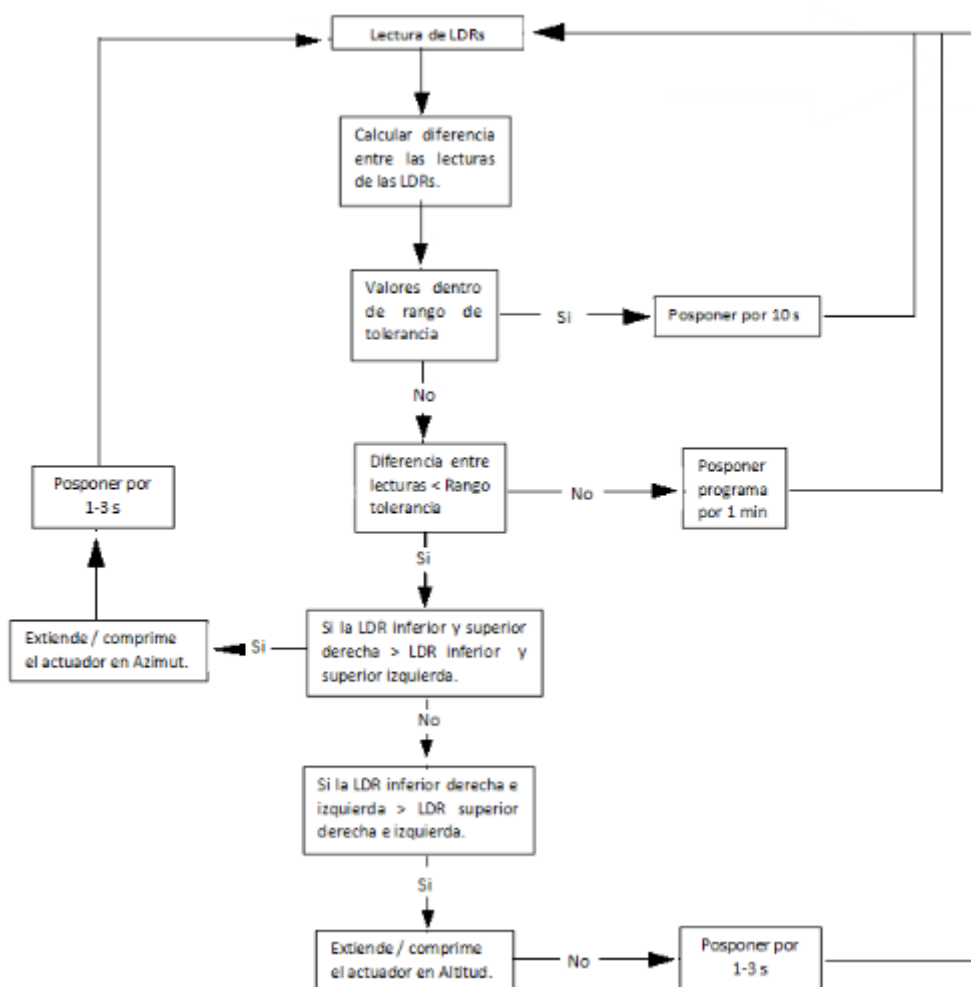 Lectura de LDRs
Calcular diferencia
entre las lecturas
de las LDRs.
Valores dentro
de rango de
tolerancia
Si
Posponer por 10 s
No
Diferencia entre
lecturas < Rango
tolerancia
No
Posponer
programa
por 1 min
Posponer por
1-3 s
Si
Si la LDR inferior y superior
derecha > LDR inferior y
superior izquierda.
Si
Extiende / comprime
el actuador en Azimut.
No
Si la LDR inferior derecha e
izquierda > LDR superior
derecha e izquierda.
Si
Extiende / comprime
el actuador en Altitud.
No
Posponer por
1-3 s